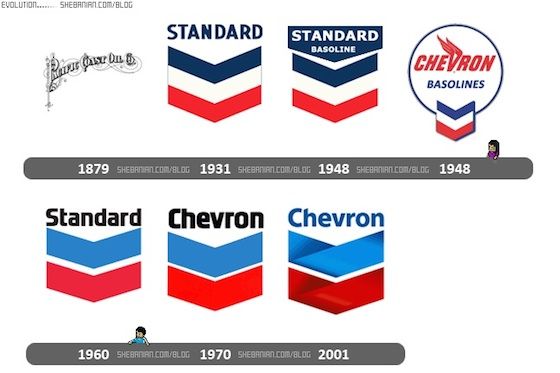 EVOLUTION........ SHEBANIAN.COM/BLOG
Pacific Coast Oil Co.
STANDARD
STANDARD
BASOLINE
CHEVRON
BASOLINES
1879 SHEBANIAN.COM/BLOG 1931 SHEBANIAN.COM/BLOG 1948 SHEBANIAN.COM/BLOG 1948
Standard
Chevron
Chevron
1960 SHEBANIAN.COM/BLOG 1970 SHEBANIAN.COM/BLOG 2001